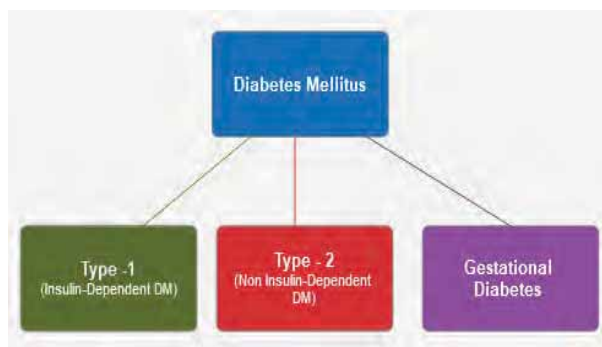 Diabetes Mellitus
Type -1
(Insulin-Dependent DM)
Type - 2
(Non Insulin-Dependent
DM)
Gestational
Diabetes